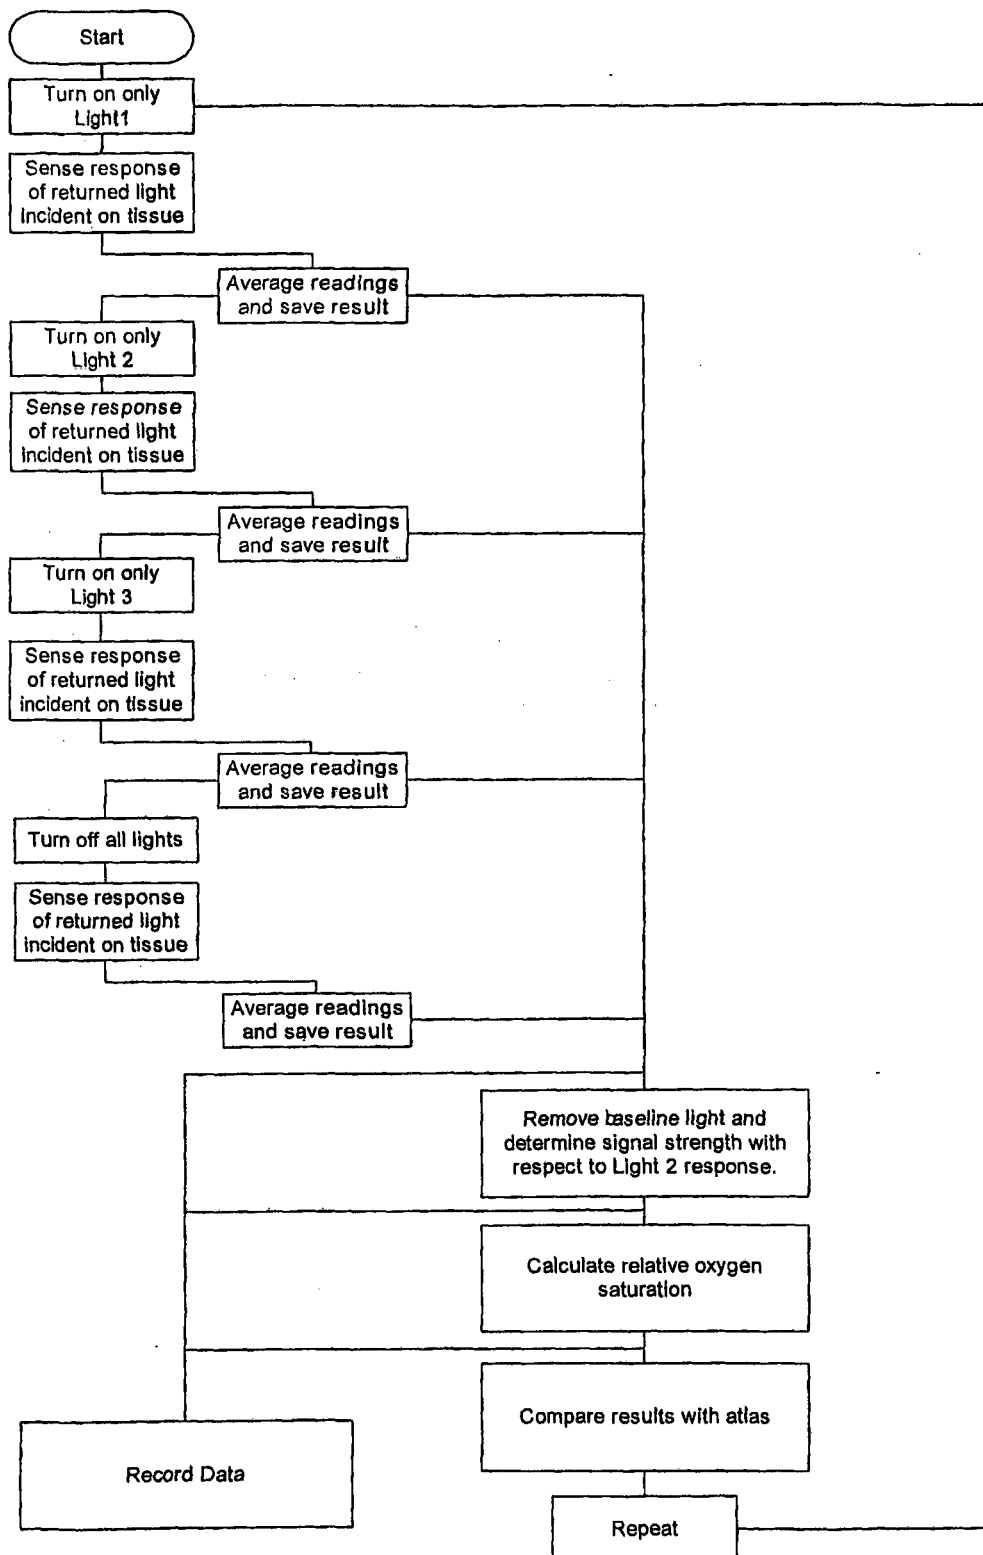 Start
Turn on only
Light1
Sense response
of returned light
incident on tissue
Average readings
and save result
Turn on only
Light 2
Sense response
of returned light
incident on tissue
Average readings
and save result
Turn on only
Light 3
Sense response
of returned light
incident on tissue
Average readings
and save result
Turn off all lights
Sense response
of returned light
incident on tissue
Average readings
and save result
Remove baseline light and
determine signal strength with
respect to Light 2 response.
Calculate relative oxygen
saturation
Compare results with atlas
Record Data
Repeat